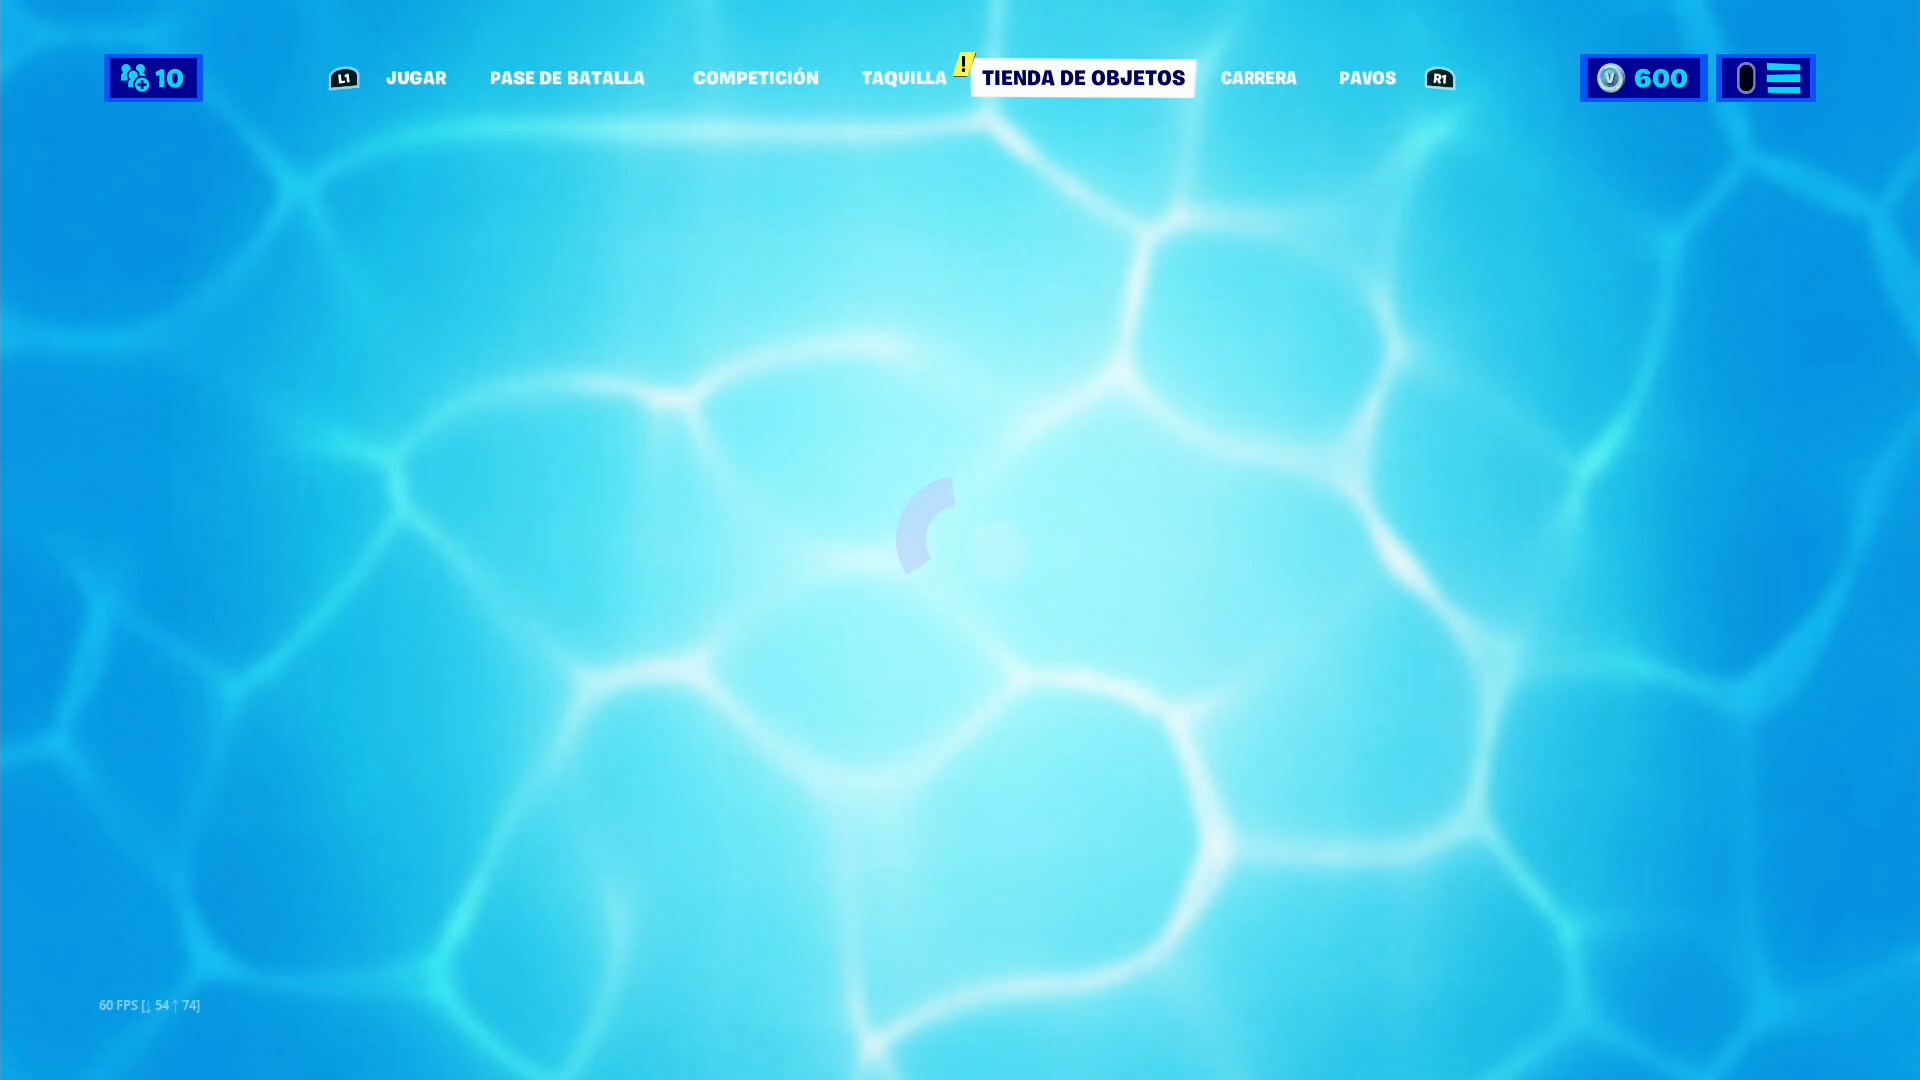 10
L1
JUGAR
PASE DE BATALLA
COMPETICIÓN
TAQUILLA
!
TIENDA DE OBJETOS
CARRERA
PAVOS
R1
V 600
60 FPS [↓ 54 ↑ 74]